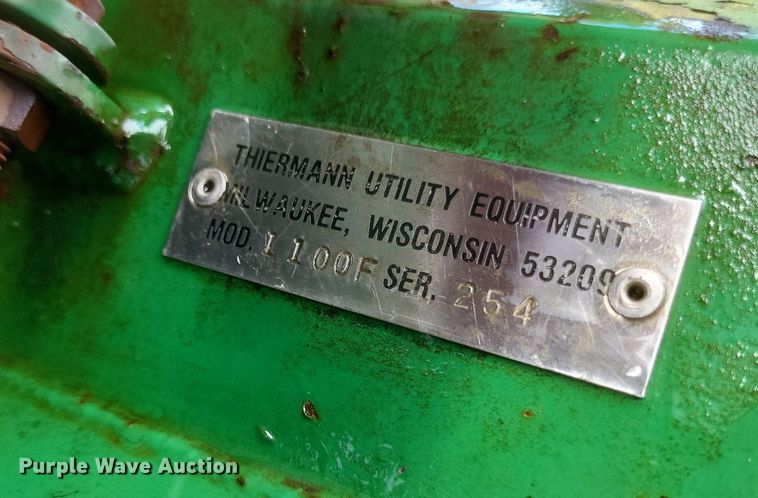 THIERMANN UTILITY EQUIPMENT
MILWAUKEE, WISCONSIN 53209
MOD. 1100F SER. 254
Purple Wave Auction